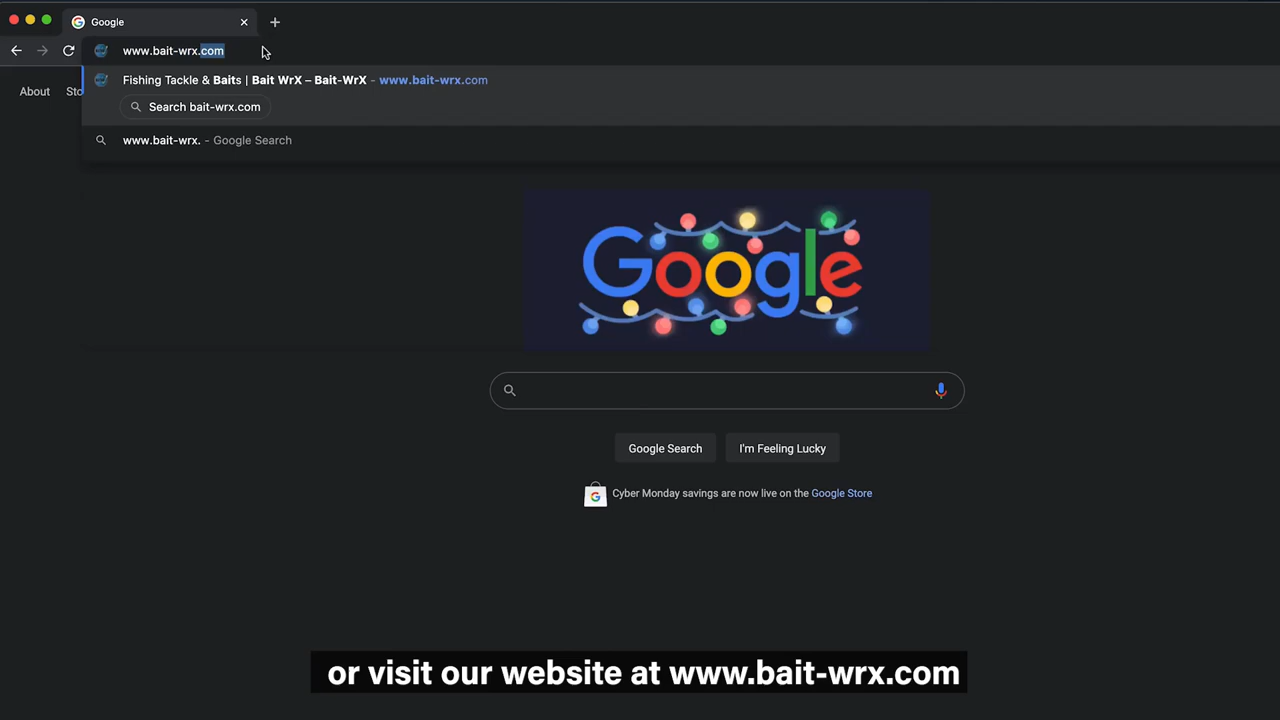 Google
www.bait-wrx.com
Fishing Tackle & Baits | Bait WrX – Bait-WrX - www.bait-wrx.com
Search bait-wrx.com
About Sto
www.bait-wrx. - Google Search
Google
Google Search I'm Feeling Lucky
Cyber Monday savings are now live on the Google Store
or visit our website at www.bait-wrx.com